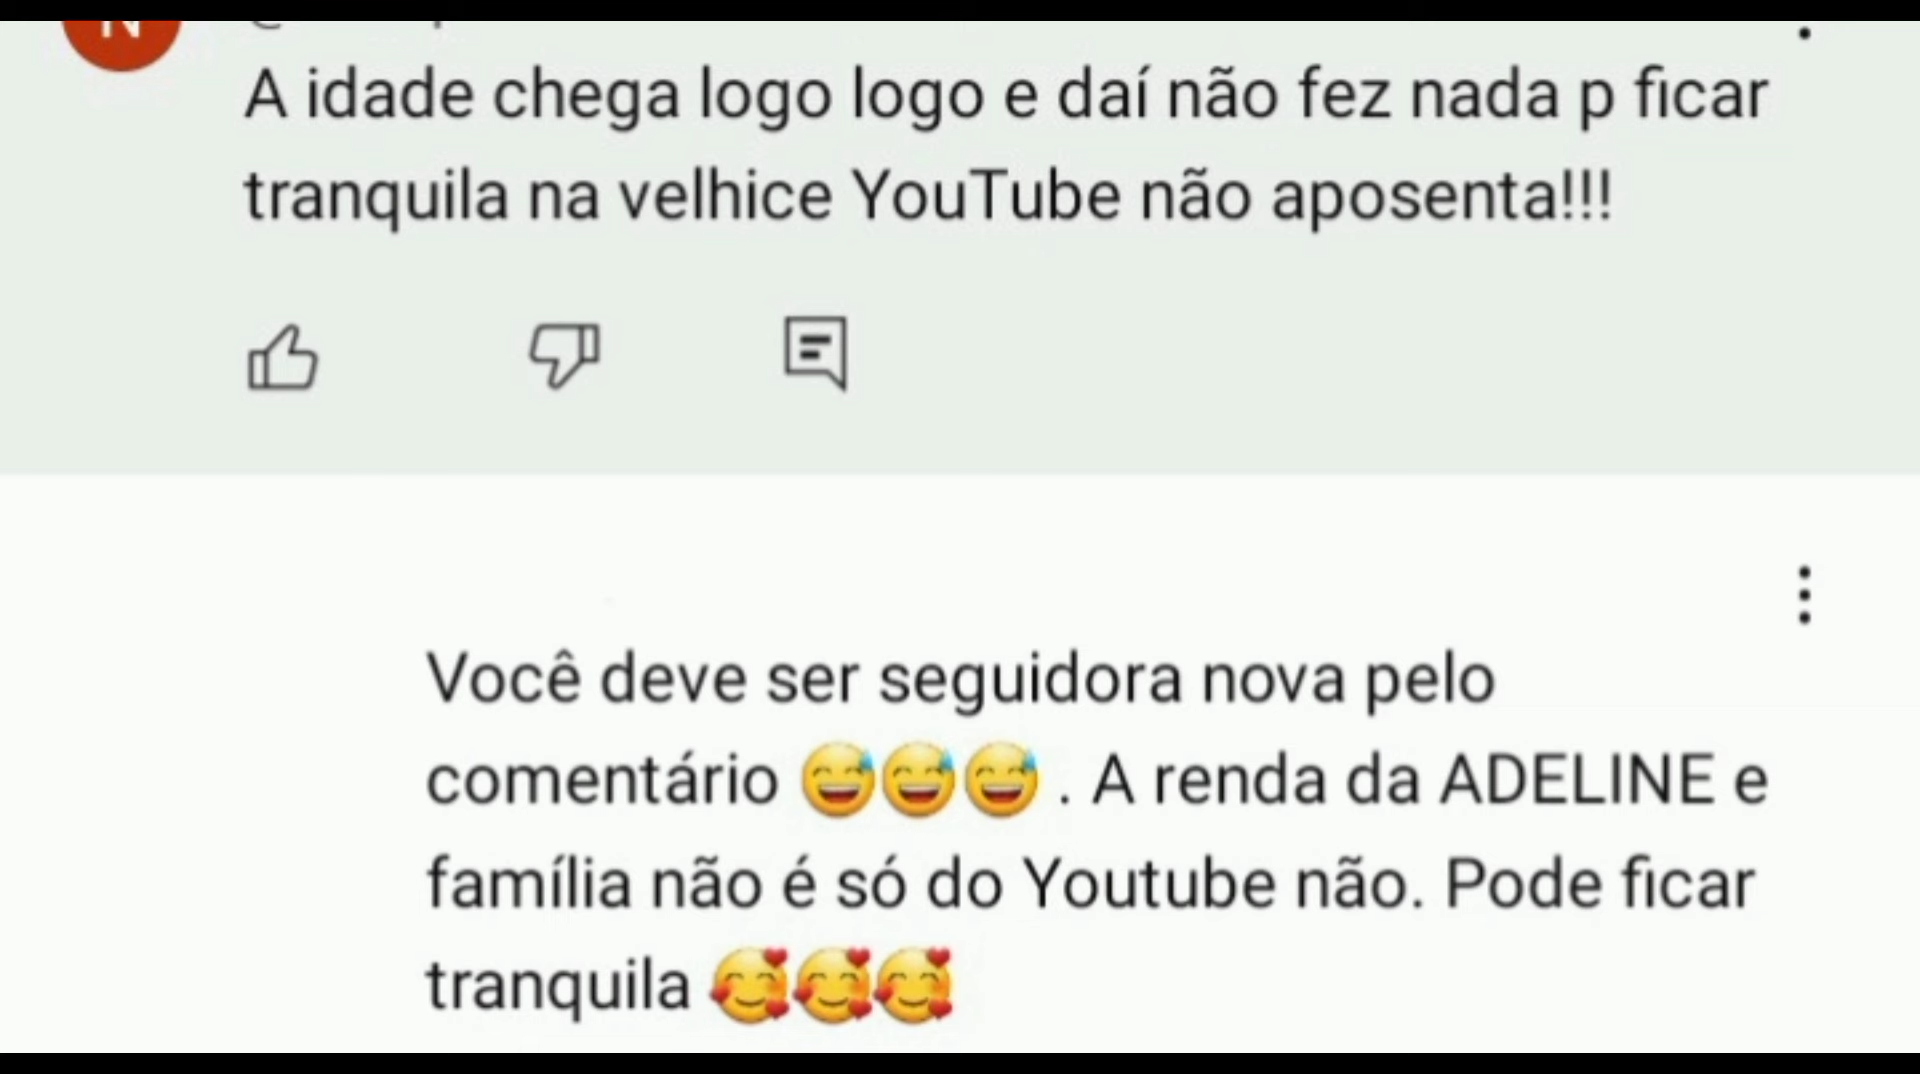 N
A idade chega logo logo e daí não fez nada p ficar
tranquila na velhice YouTube não aposenta!!!
Você deve ser seguidora nova pelo
comentário 😅😅😅 . A renda da ADELINE e
família não é só do Youtube não. Pode ficar
tranquila 🥰🥰🥰